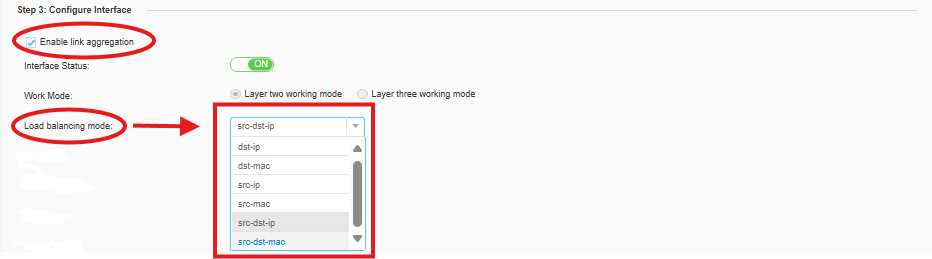 Step 3: Configure Interface
Enable link aggregation
Interface Status: ON
Work Mode: Layer two working mode Layer three working mode
Load balancing mode: src-dst-ip
dst-ip
dst-mac
src-ip
src-mac
src-dst-ip
src-dst-mac